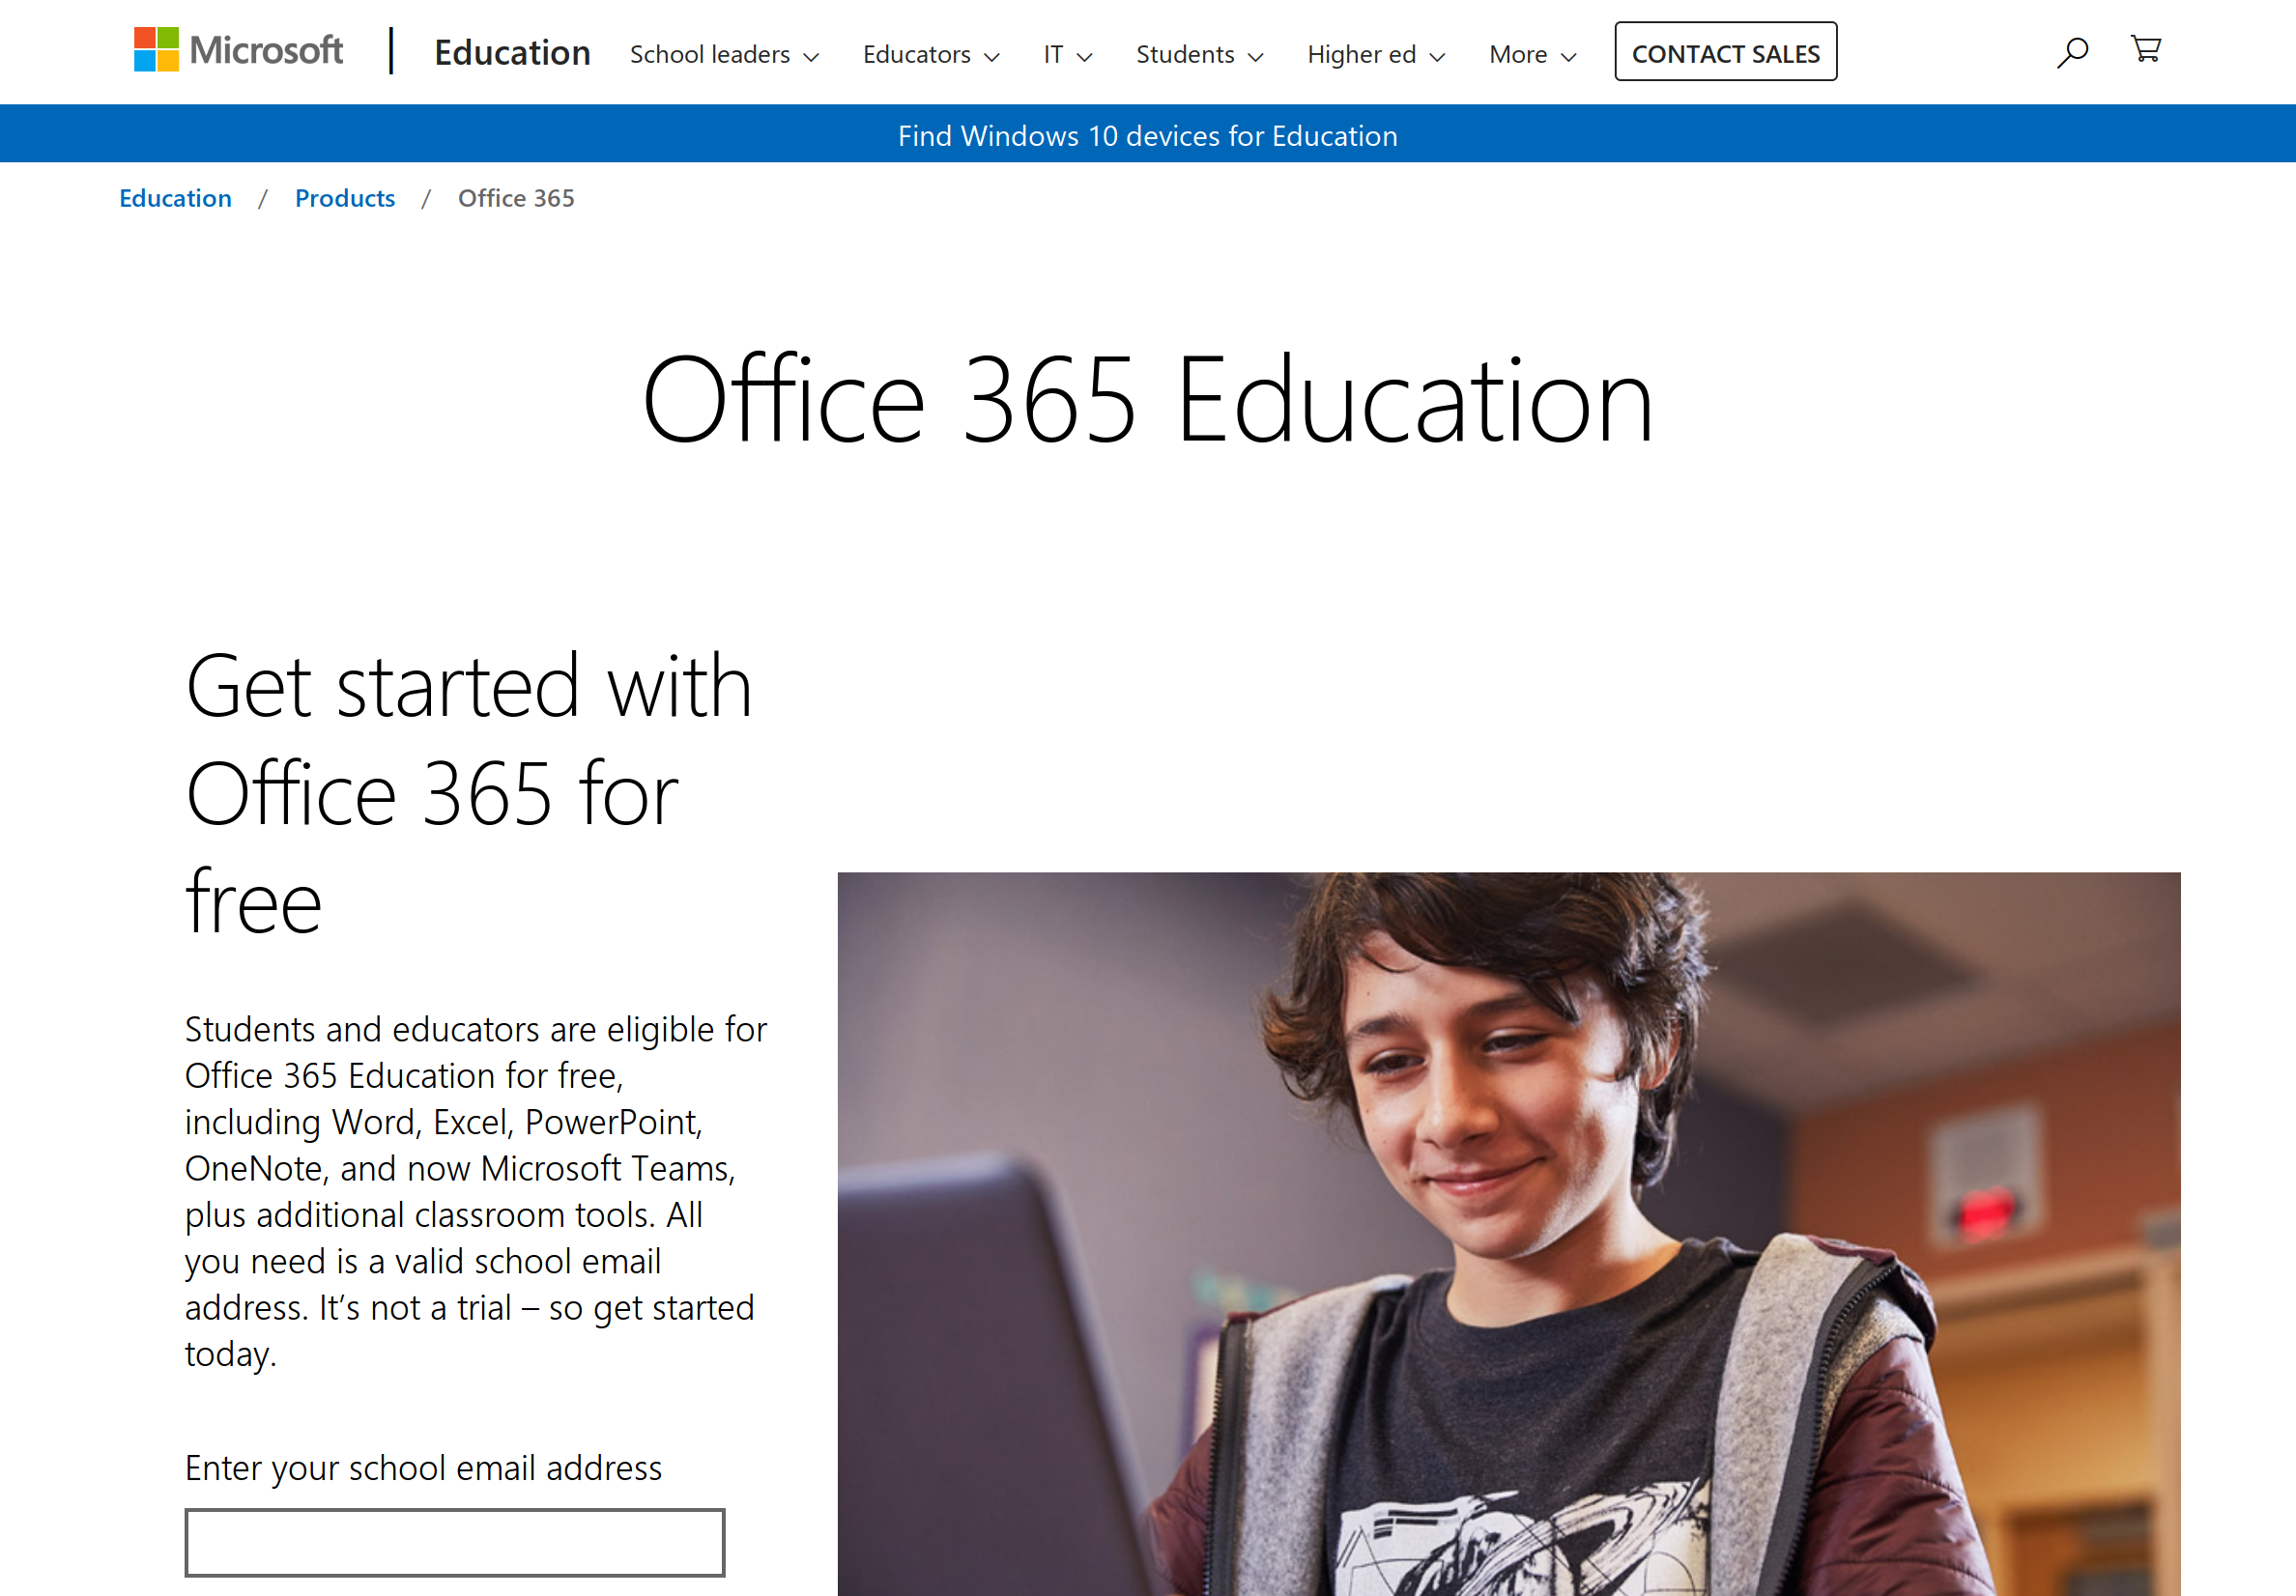 Microsoft
Education
School leaders
Educators
IT
Students
Higher ed
More
CONTACT SALES
Find Windows 10 devices for Education
Education / Products / Office 365
Office 365 Education
Get started with
Office 365 for
free
Students and educators are eligible for
Office 365 Education for free,
including Word, Excel, PowerPoint,
OneNote, and now Microsoft Teams,
plus additional classroom tools. All
you need is a valid school email
address. It’s not a trial – so get started
today.
Enter your school email address